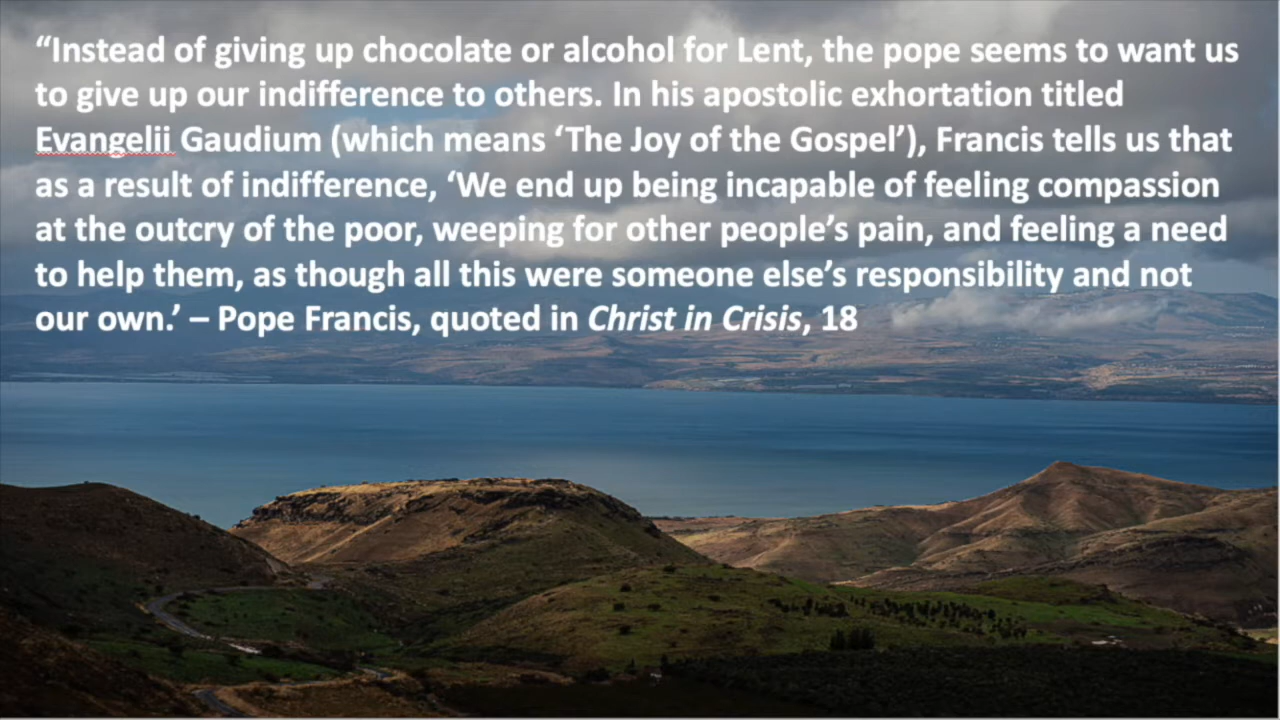 “Instead of giving up chocolate or alcohol for Lent, the pope seems to want us
to give up our indifference to others. In his apostolic exhortation titled
Evangelii Gaudium (which means ‘The Joy of the Gospel’), Francis tells us that
as a result of indifference, ‘We end up being incapable of feeling compassion
at the outcry of the poor, weeping for other people’s pain, and feeling a need
to help them, as though all this were someone else’s responsibility and not
our own.’ – Pope Francis, quoted in Christ in Crisis, 18